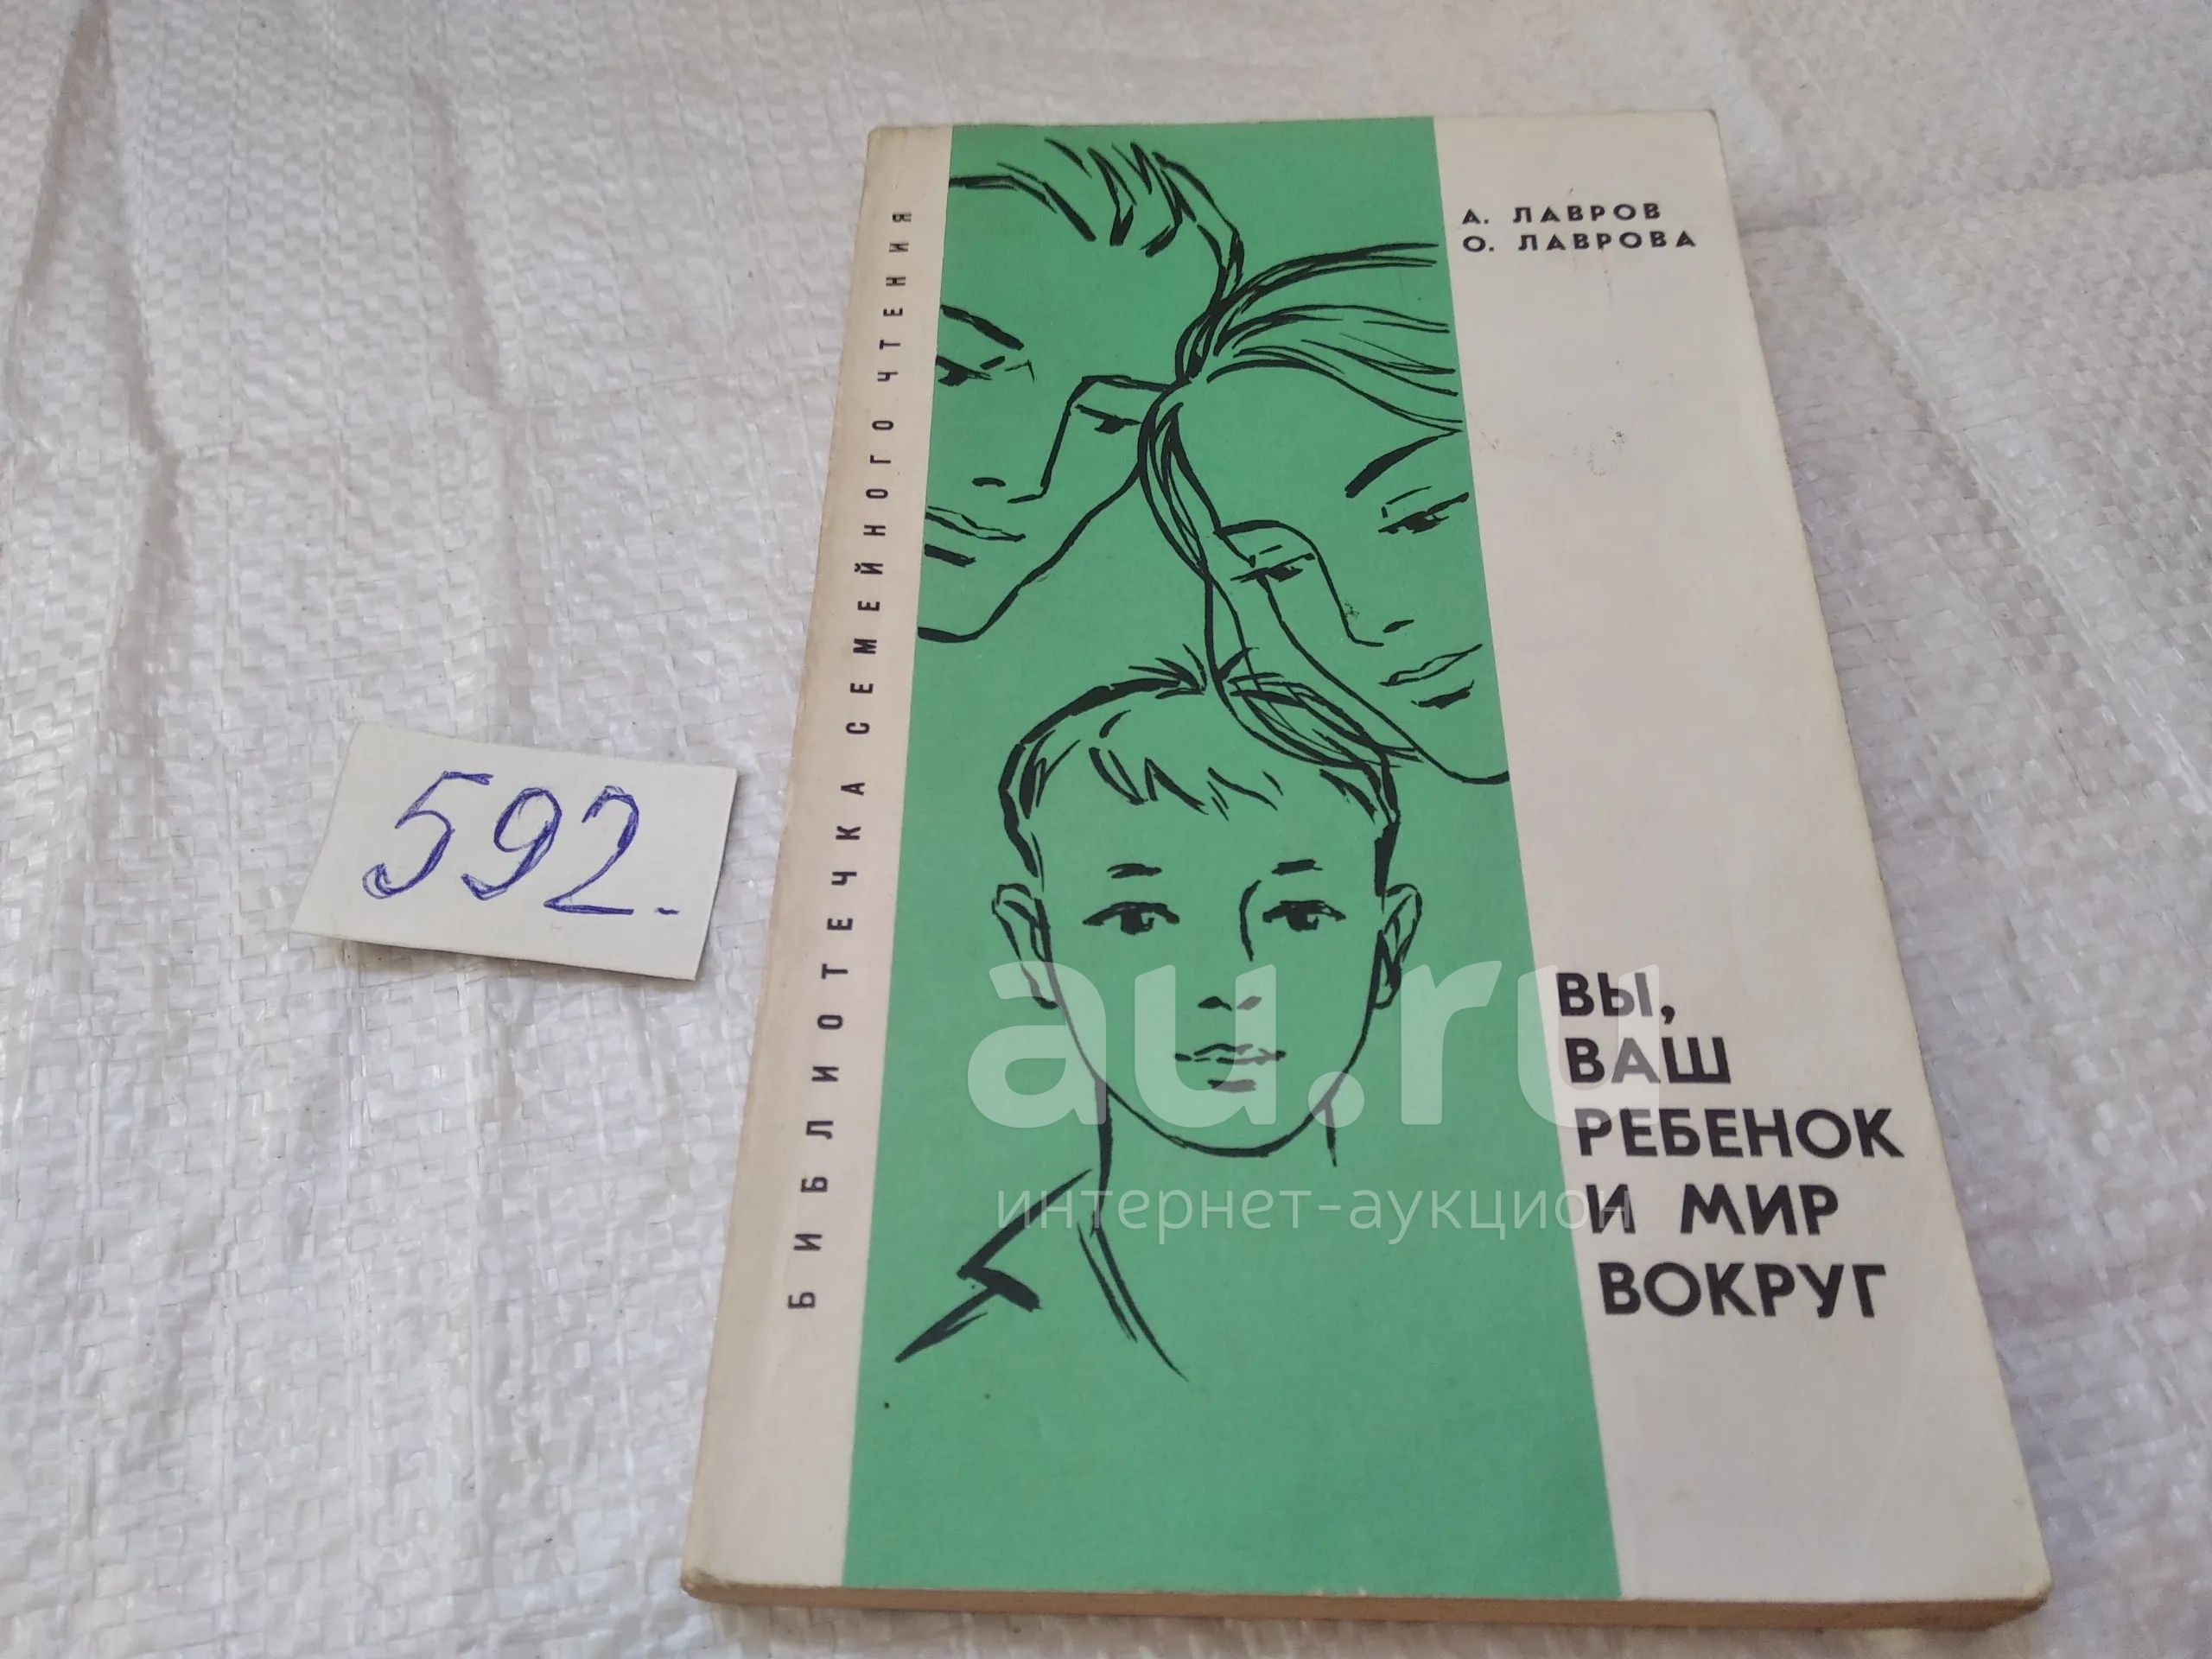 А. ЛАВРОВ
О. ЛАВРОВА
БИБЛИОТЕЧКА СЕМЕЙНОГО ЧТЕНИЯ
592.
ВЫ,
ВАШ
РЕБЕНОК
И МИР
ВОКРУГ
au.ru
интернет-аукцион